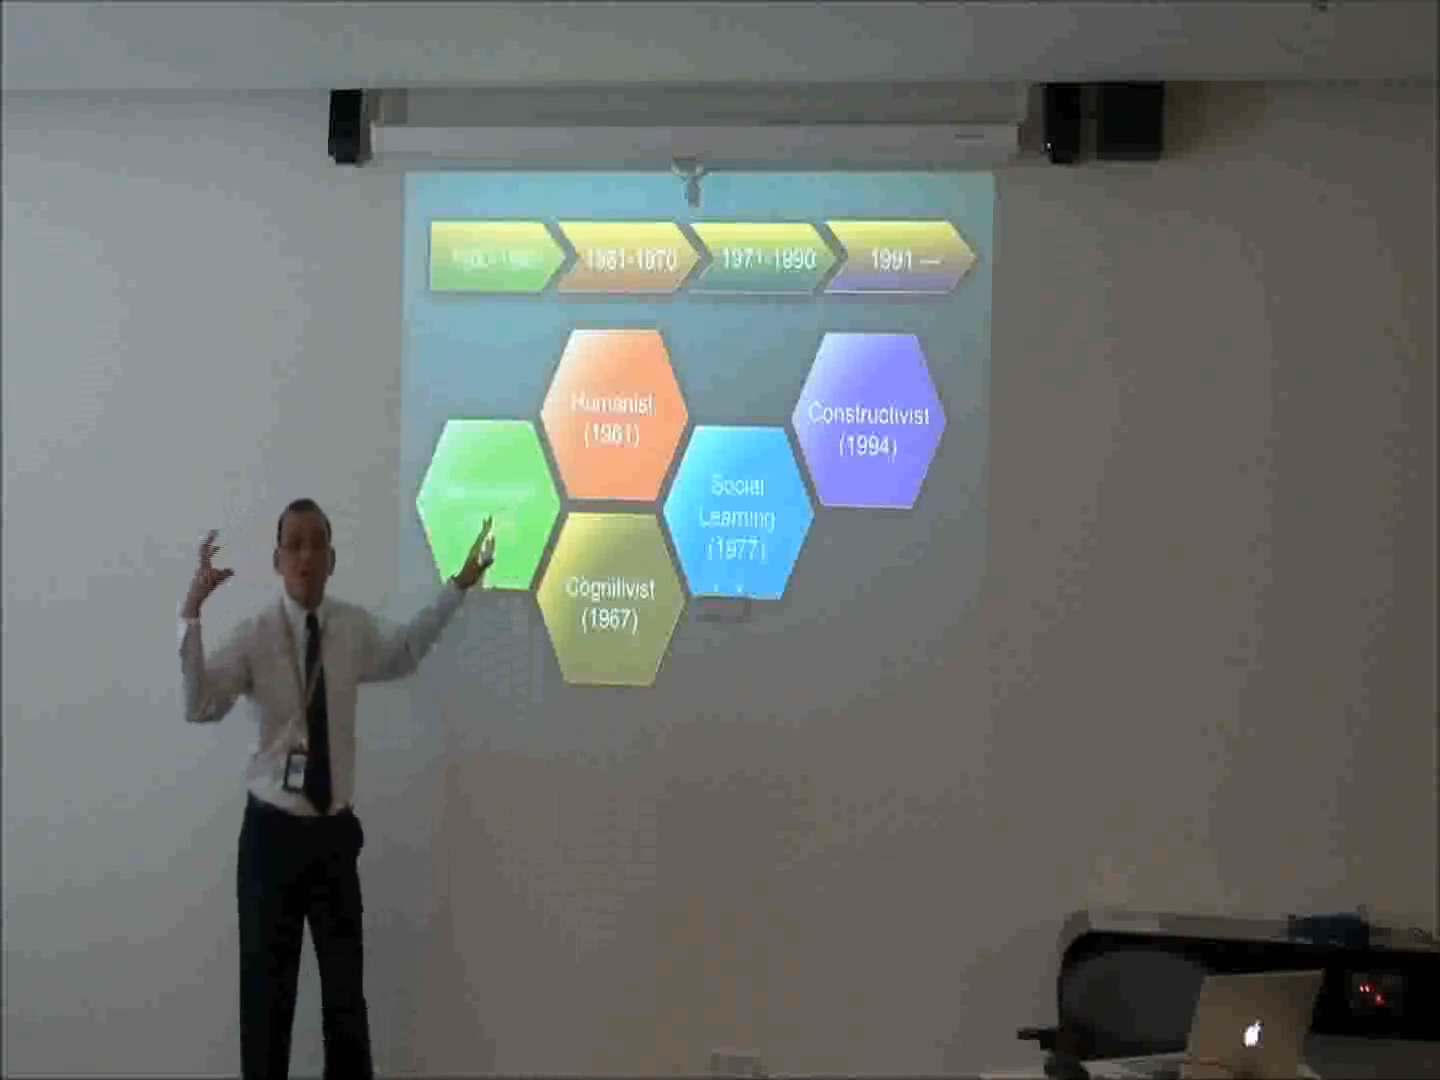 1961-1970
1971-1990
1991 —
Humanist
(1961)
Constructivist
(1994)
Social
Learning
(1977)
Cognitivist
(1967)